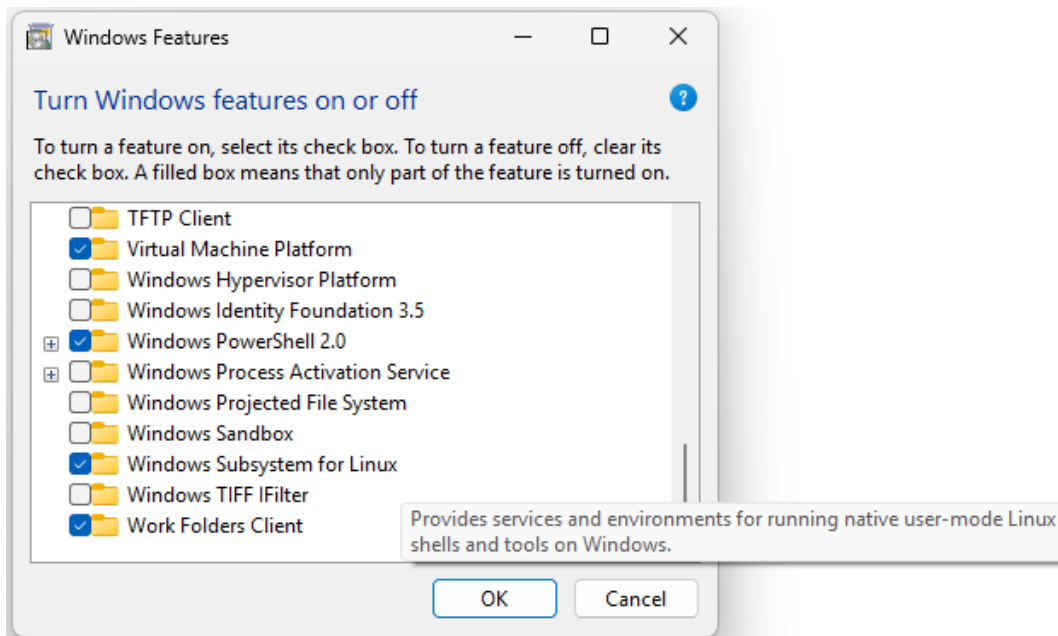 Windows Features
Turn Windows features on or off
?
To turn a feature on, select its check box. To turn a feature off, clear its
check box. A filled box means that only part of the feature is turned on.
TFTP Client
Virtual Machine Platform
Windows Hypervisor Platform
Windows Identity Foundation 3.5
Windows PowerShell 2.0
Windows Process Activation Service
Windows Projected File System
Windows Sandbox
Windows Subsystem for Linux
Windows TIFF IFilter
Work Folders Client
Provides services and environments for running native user-mode Linux
shells and tools on Windows.
OK Cancel